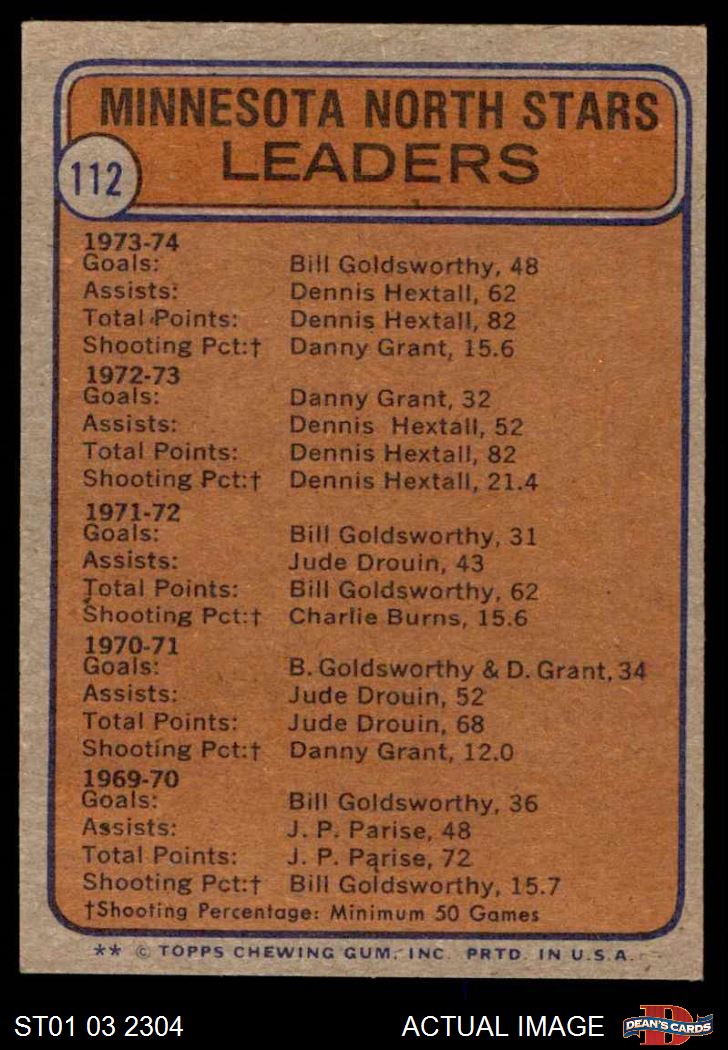 MINNESOTA NORTH STARS
LEADERS
112
1973-74
Goals: Bill Goldsworthy, 48
Assists: Dennis Hextall, 62
Total Points: Dennis Hextall, 82
Shooting Pct:† Danny Grant, 15.6
1972-73
Goals: Danny Grant, 32
Assists: Dennis Hextall, 52
Total Points: Dennis Hextall, 82
Shooting Pct:† Dennis Hextall, 21.4
1971-72
Goals: Bill Goldsworthy, 31
Assists: Jude Drouin, 43
Total Points: Bill Goldsworthy, 62
Shooting Pct:† Charlie Burns, 15.6
1970-71
Goals: B. Goldsworthy & D. Grant, 34
Assists: Jude Drouin, 52
Total Points: Jude Drouin, 68
Shooting Pct:† Danny Grant, 12.0
1969-70
Goals: Bill Goldsworthy, 36
Assists: J. P. Parise, 48
Total Points: J. P. Parise, 72
Shooting Pct:† Bill Goldsworthy, 15.7
†Shooting Percentage: Minimum 50 Games
** © TOPPS CHEWING GUM, INC. PRTD. IN U.S.A.
ST01 03 2304 ACTUAL IMAGE D DEAN'S CARDS